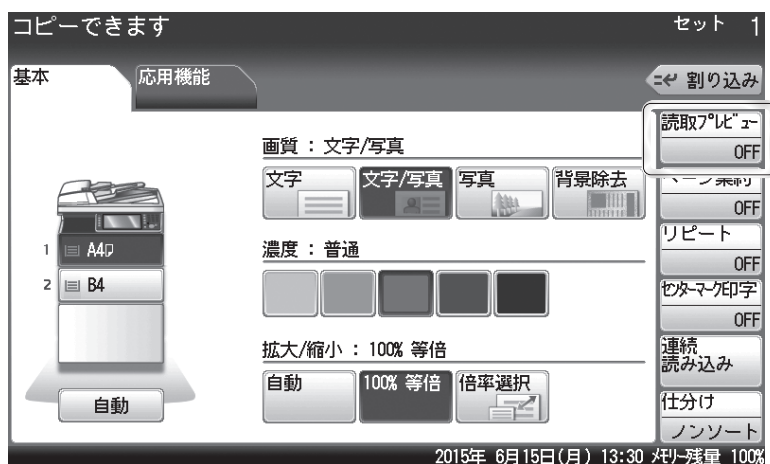 コピーできます
セット 1
基本
応用機能
割り込み
読取プレビュー
OFF
画質 : 文字/写真
文字
文字/写真
写真
背景除去
ページ集約
OFF
リピート
OFF
1 A4
2 B4
濃度 : 普通
センターマーク印字
OFF
拡大/縮小 : 100% 等倍
連続
読み込み
自動
100% 等倍
倍率選択
自動
仕分け
ノンソート
2015年 6月15日(月) 13:30 メモリー残量 100%